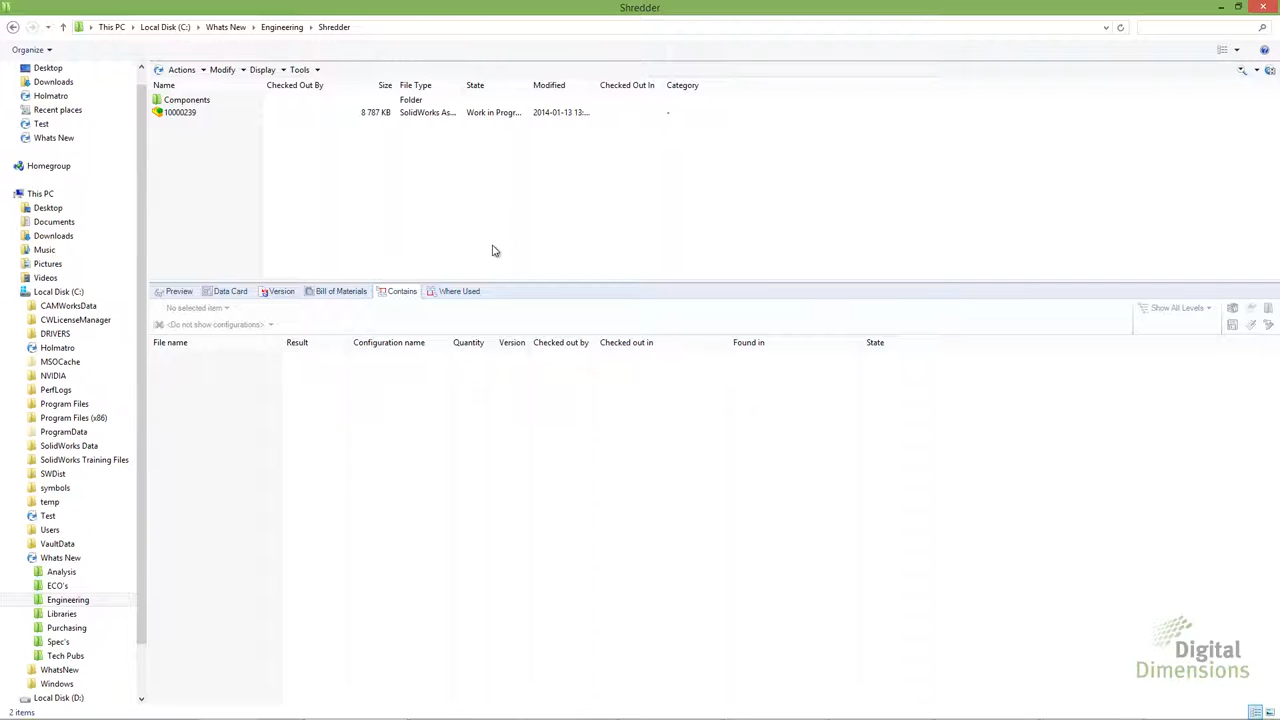 Shredder
This PC Local Disk (C:) Whats New Engineering Shredder
Organize
Actions Modify Display Tools
Name Checked Out By Size File Type State Modified Checked Out In Category
Components Folder
10000239 8 787 KB SolidWorks As... Work in Progr... 2014-01-13 13:... -
Preview Data Card Version Bill of Materials Contains Where Used
No selected item Show All Levels
<Do not show configurations>
File name Result Configuration name Quantity Version Checked out by Checked out in Found in State
Desktop
Downloads
Holmatro
Recent places
Test
Whats New
Homegroup
This PC
Desktop
Documents
Downloads
Music
Pictures
Videos
Local Disk (C:)
CAMWorksData
CWLicenseManager
DRIVERS
Holmatro
MSOCache
NVIDIA
PerfLogs
Program Files
Program Files (x86)
ProgramData
SolidWorks Data
SolidWorks Training Files
SWDist
symbols
temp
Test
Users
VaultData
Whats New
Analysis
ECO's
Engineering
Libraries
Purchasing
Spec's
Tech Pubs
WhatsNew
Windows
Local Disk (D:)
2 items
Digital
Dimensions